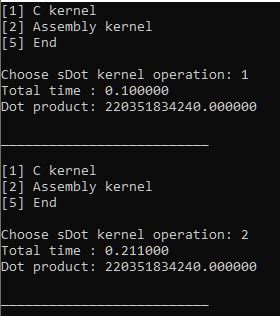 [1] C kernel
[2] Assembly kernel
[5] End
Choose sDot kernel operation: 1
Total time : 0.100000
Dot product: 220351834240.000000
__________________________
[1] C kernel
[2] Assembly kernel
[5] End
Choose sDot kernel operation: 2
Total time : 0.211000
Dot product: 220351834240.000000
__________________________